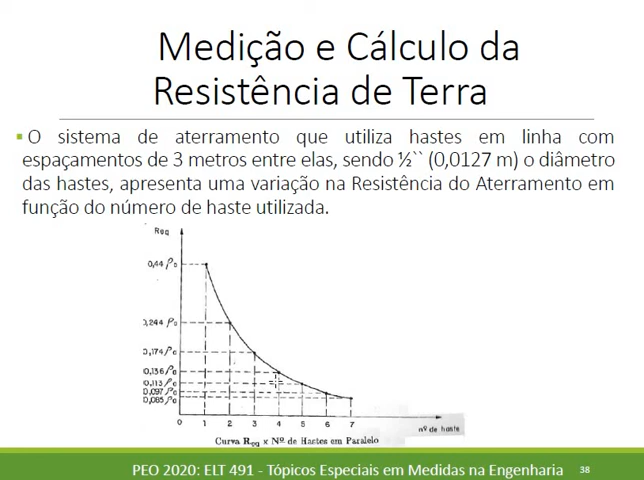 Medição e Cálculo da
Resistência de Terra
O sistema de aterramento que utiliza hastes em linha com
espaçamentos de 3 metros entre elas, sendo ½`` (0,0127 m) o diâmetro
das hastes, apresenta uma variação na Resistência do Aterramento em
função do número de haste utilizada.
Req
0,44 ρa
0,244 ρa
0,174 ρa
0,136 ρa
0,113 ρa
0,097 ρa
0,085 ρa
0 1 2 3 4 5 6 7 nº de haste
Curva Req x Nº de Hastes em Paralelo
PEO 2020: ELT 491 - Tópicos Especiais em Medidas na Engenharia 38